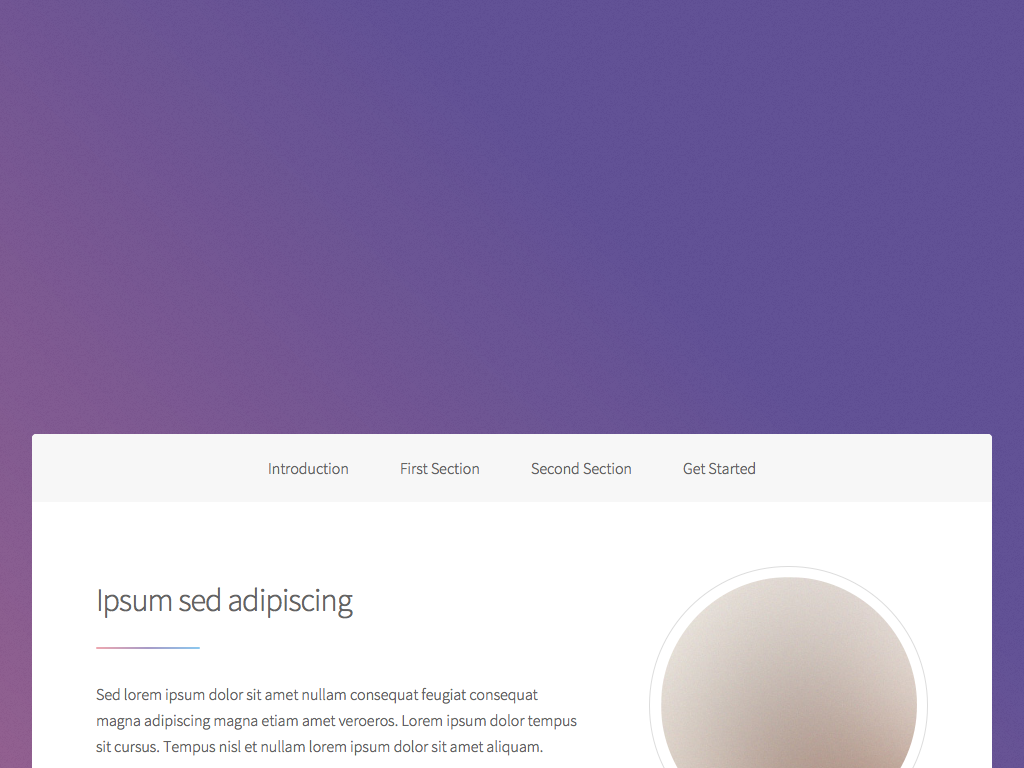 Introduction First Section Second Section Get Started
Ipsum sed adipiscing
Sed lorem ipsum dolor sit amet nullam consequat feugiat consequat
magna adipiscing magna etiam amet veroeros. Lorem ipsum dolor tempus
sit cursus. Tempus nisl et nullam lorem ipsum dolor sit amet aliquam.